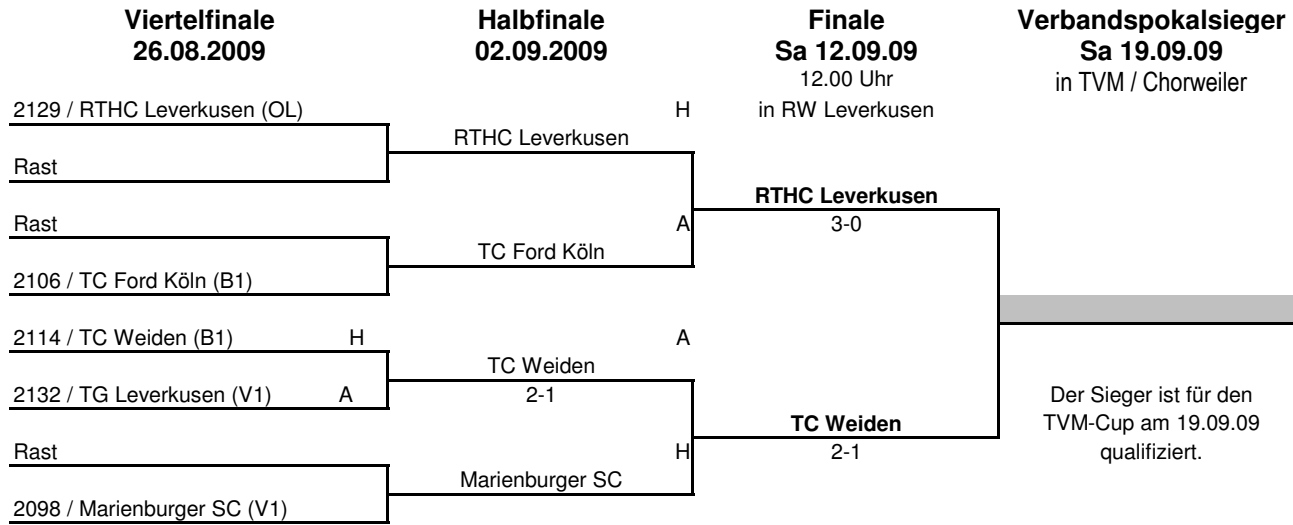 Viertelfinale
26.08.2009
Halbfinale
02.09.2009
Finale
Sa 12.09.09
12.00 Uhr
in RW Leverkusen
Verbandspokalsieger
Sa 19.09.09
in TVM / Chorweiler
2129 / RTHC Leverkusen (OL)
H
RTHC Leverkusen
Rast
RTHC Leverkusen
Rast
A
3-0
TC Ford Köln
2106 / TC Ford Köln (B1)
2114 / TC Weiden (B1) H
A
TC Weiden
2132 / TG Leverkusen (V1) A
2-1
Der Sieger ist für den
TVM-Cup am 19.09.09
qualifiziert.
TC Weiden
Rast
H
2-1
Marienburger SC
2098 / Marienburger SC (V1)